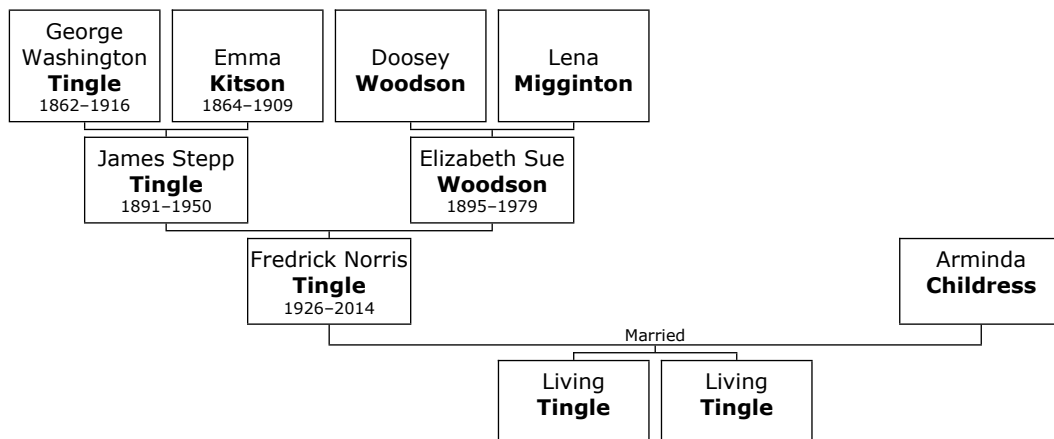 George
Washington
Tingle
1862–1916
Emma
Kitson
1864–1909
Doosey
Woodson
Lena
Migginton
James Stepp
Tingle
1891–1950
Elizabeth Sue
Woodson
1895–1979
Fredrick Norris
Tingle
1926–2014
Arminda
Childress
Married
Living
Tingle
Living
Tingle